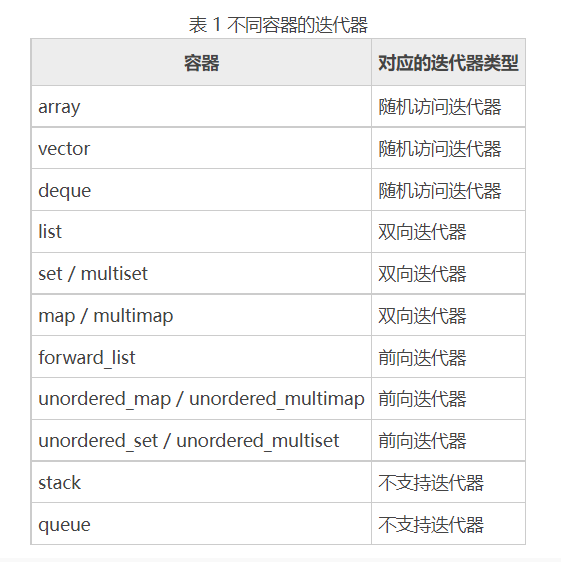 表 1 不同容器的迭代器
容器 对应的迭代器类型
array 随机访问迭代器
vector 随机访问迭代器
deque 随机访问迭代器
list 双向迭代器
set / multiset 双向迭代器
map / multimap 双向迭代器
forward_list 前向迭代器
unordered_map / unordered_multimap 前向迭代器
unordered_set / unordered_multiset 前向迭代器
stack 不支持迭代器
queue 不支持迭代器